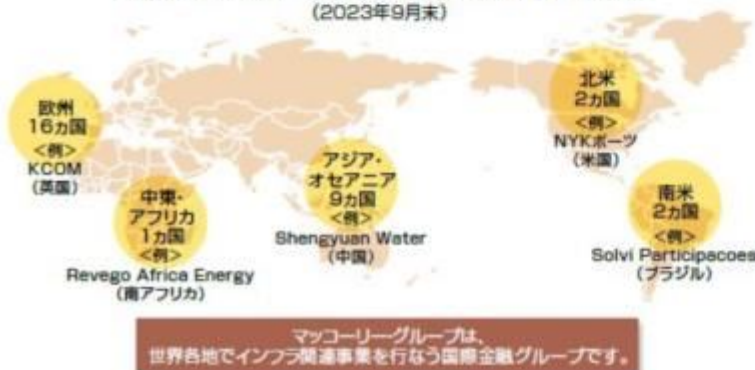 (2023年9月末)
欧州
16ヵ国
<例>
KCOM
(英国)
中東・
アフリカ
1ヵ国
<例>
Revego Africa Energy
(南アフリカ)
アジア・
オセアニア
9ヵ国
<例>
Shengyuan Water
(中国)
北米
2ヵ国
<例>
NYKポーツ
(米国)
南米
2ヵ国
<例>
Solvi Participacoes
(ブラジル)
マッコーリーグループは、
世界各地でインフラ関連事業を行なう国際金融グループです。